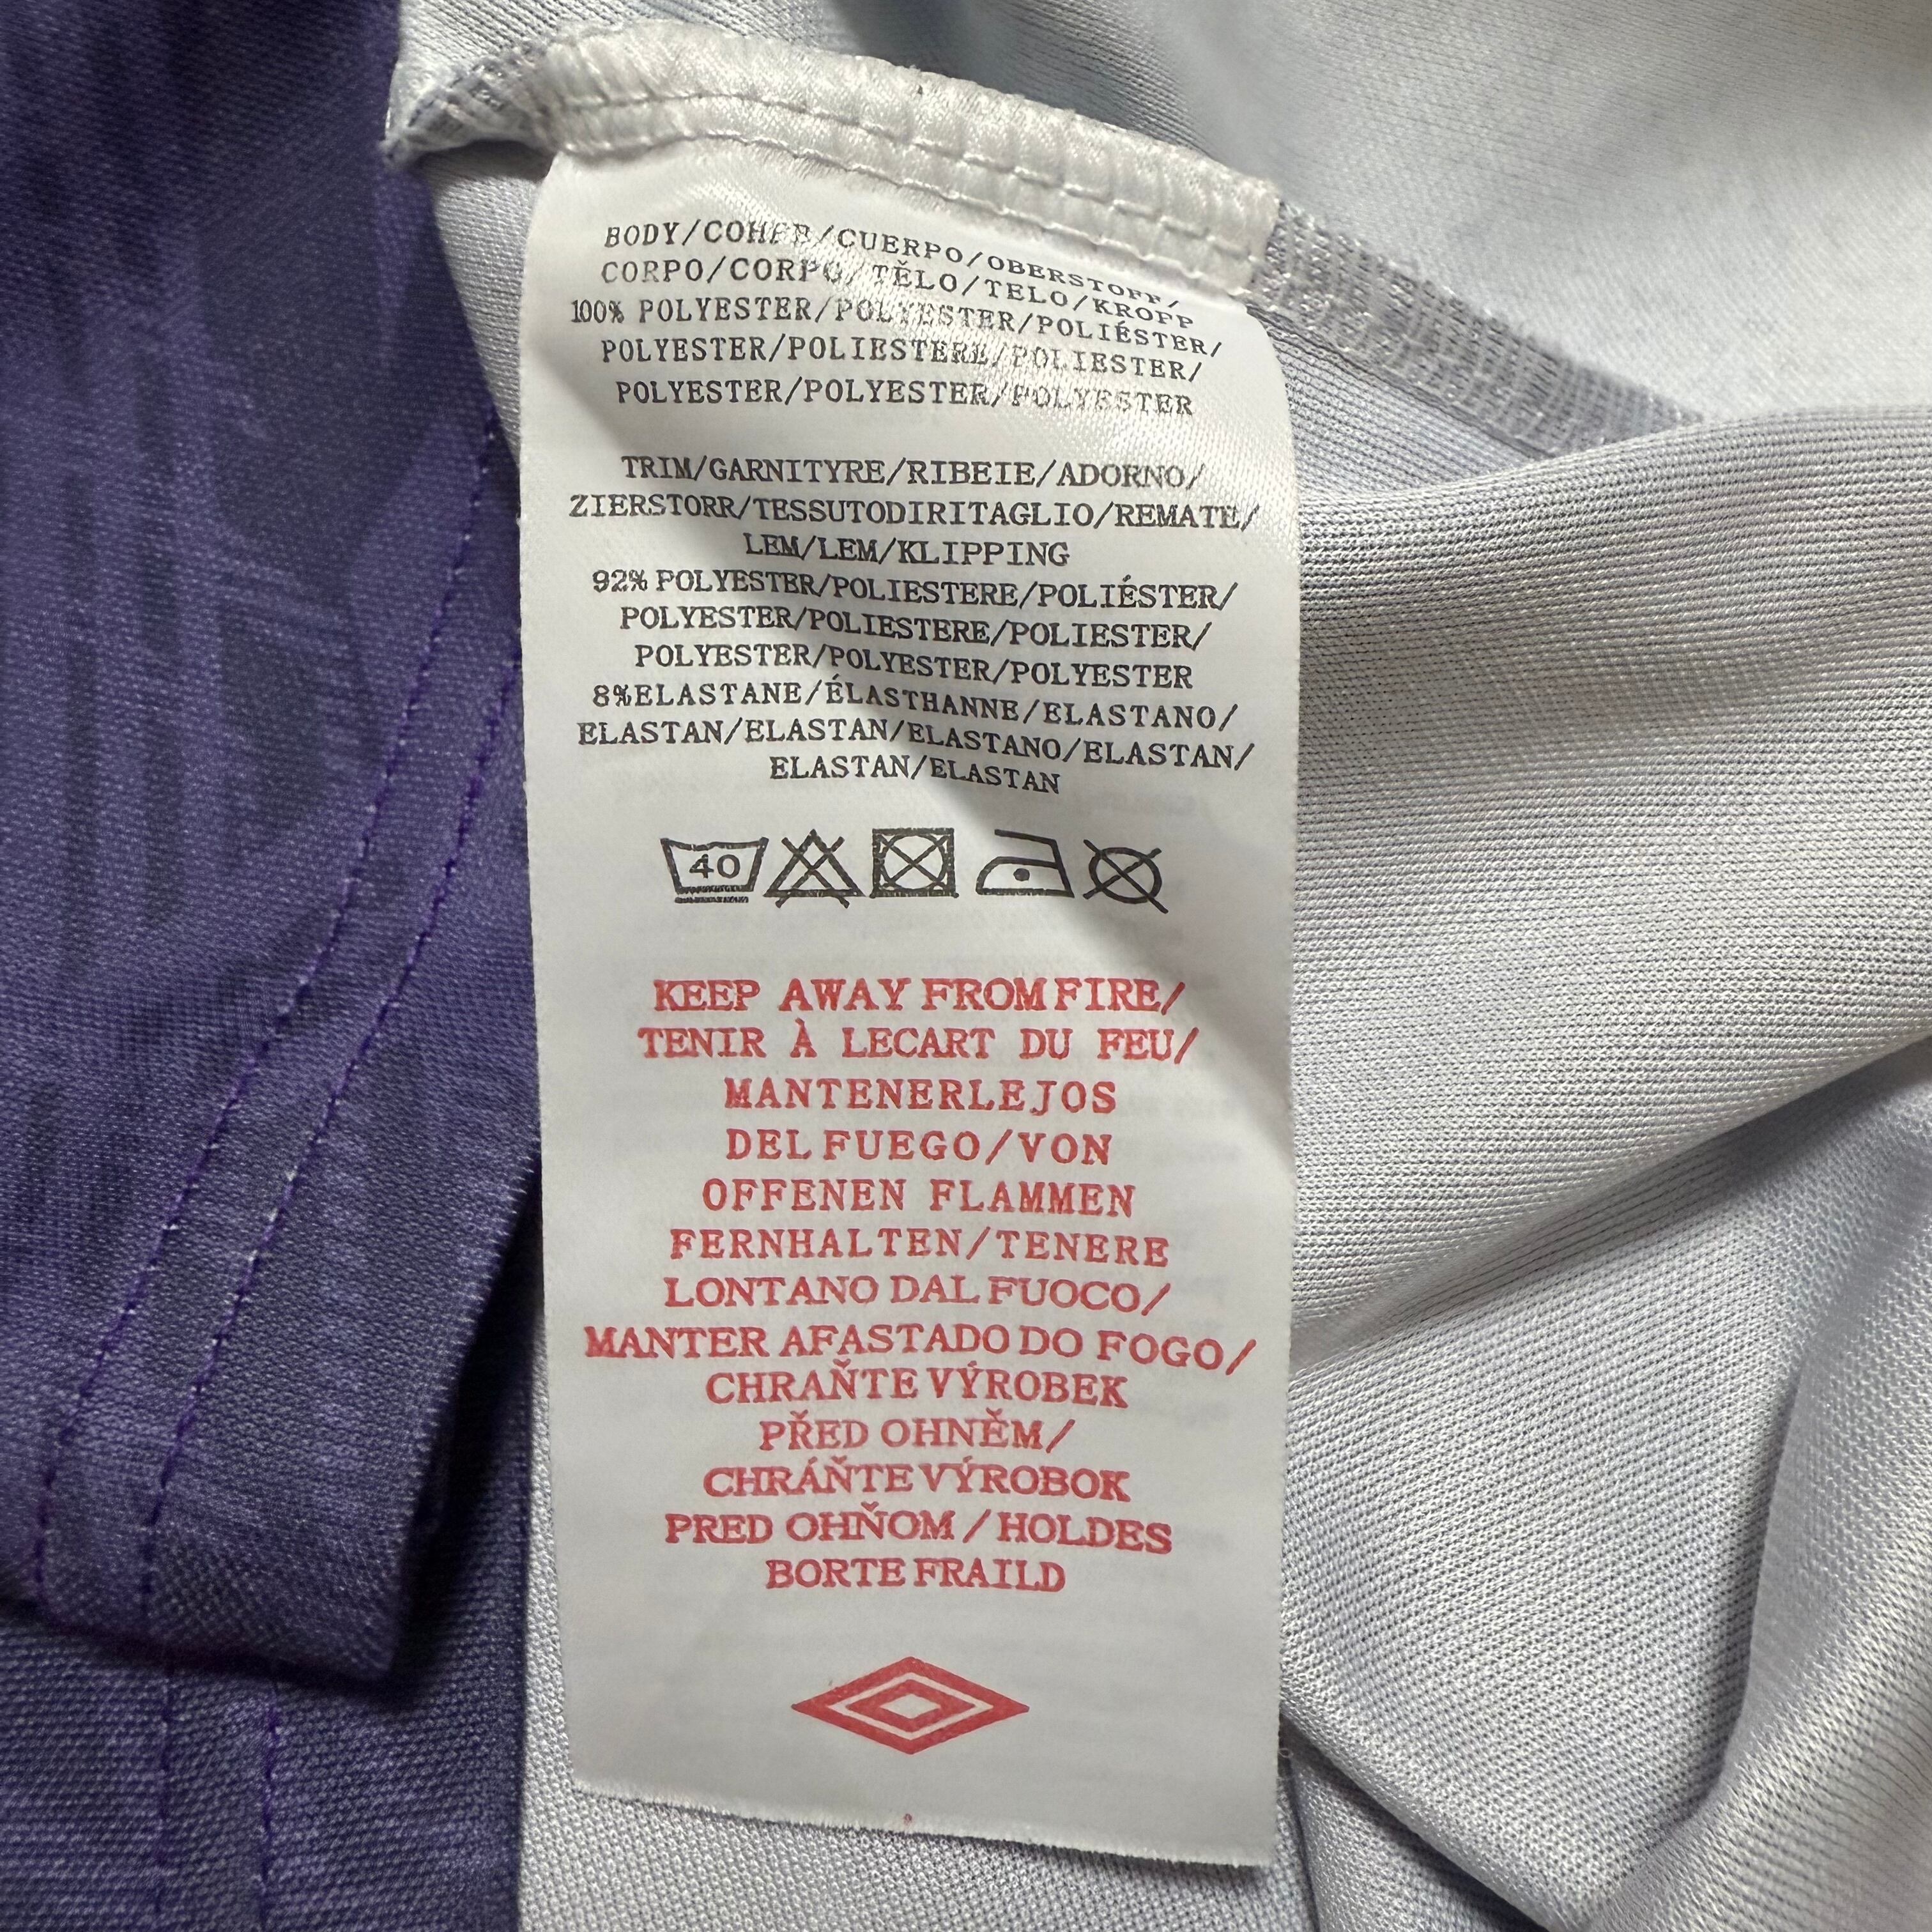 BODY/COHEB/CUERPO/OBERSTOFF/
CORPO/CORPO/TĚLO/TELO/KROPP
100% POLYESTER/POLYESTER/POLIÉSTER/
POLYESTER/POLIESTERE/POLIESTER/
POLYESTER/POLYESTER/POLYESTER
TRIM/GARNITYRE/RIBEIE/ADORNO/
ZIERSTORR/TESSUTODIRITAGLIO/REMATE/
LEM/LEM/KLIPPING
92% POLYESTER/POLIESTERE/POLIÉSTER/
POLYESTER/POLIESTERE/POLIESTER/
POLYESTER/POLYESTER/POLYESTER
8%ELASTANE/ÉLASTHANNE/ELASTANO/
ELASTAN/ELASTAN/ELASTANO/ELASTAN/
ELASTAN/ELASTAN
40
KEEP AWAY FROM FIRE/
TENIR À LECART DU FEU/
MANTENERLEJOS
DEL FUEGO/VON
OFFENEN FLAMMEN
FERNHALTEN/TENERE
LONTANO DAL FUOCO/
MANTER AFASTADO DO FOGO/
CHRAŇTE VÝROBEK
PŘED OHNĚM/
CHRÁŇTE VÝROBOK
PRED OHŇOM/HOLDES
BORTE FRAILD